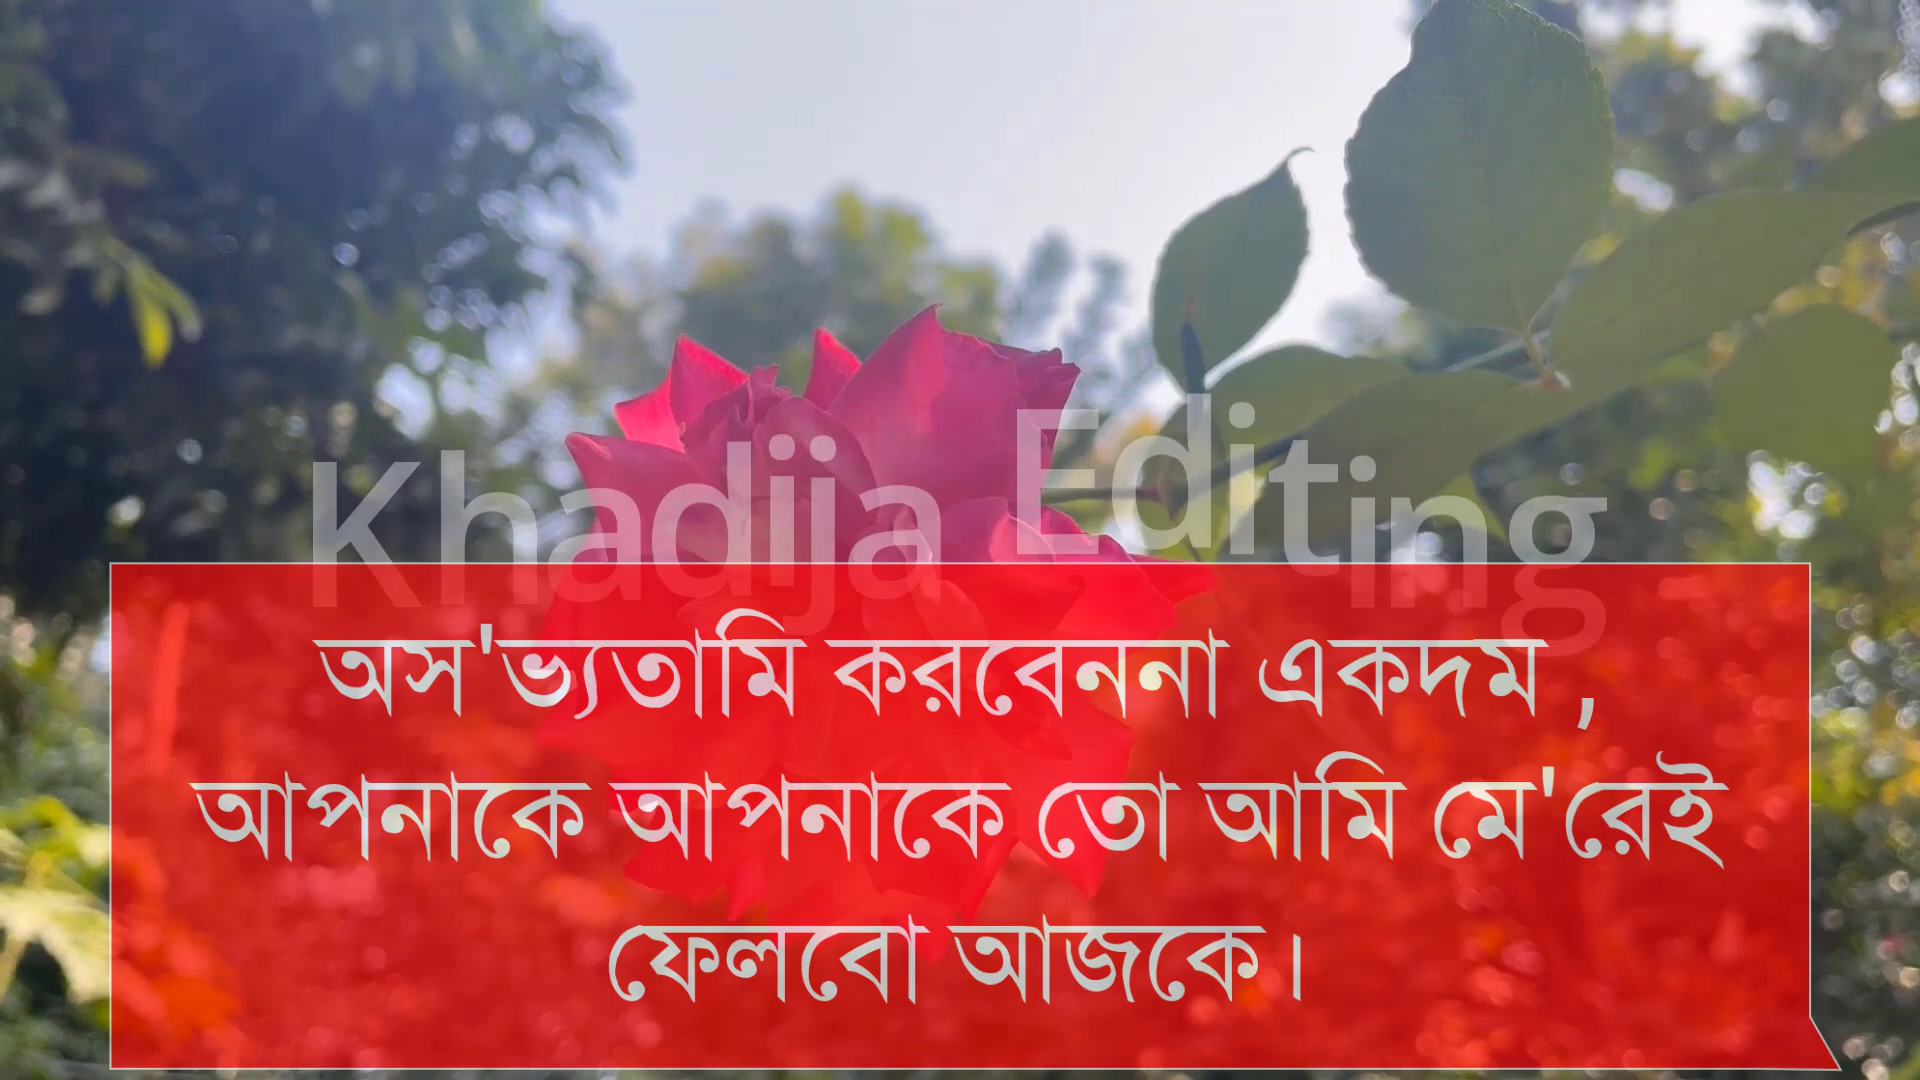 Khadija Editing
অস'ভ্যতামি করবেননা একদম ,
আপনাকে আপনাকে তো আমি মে'রেই
ফেলবো আজকে।